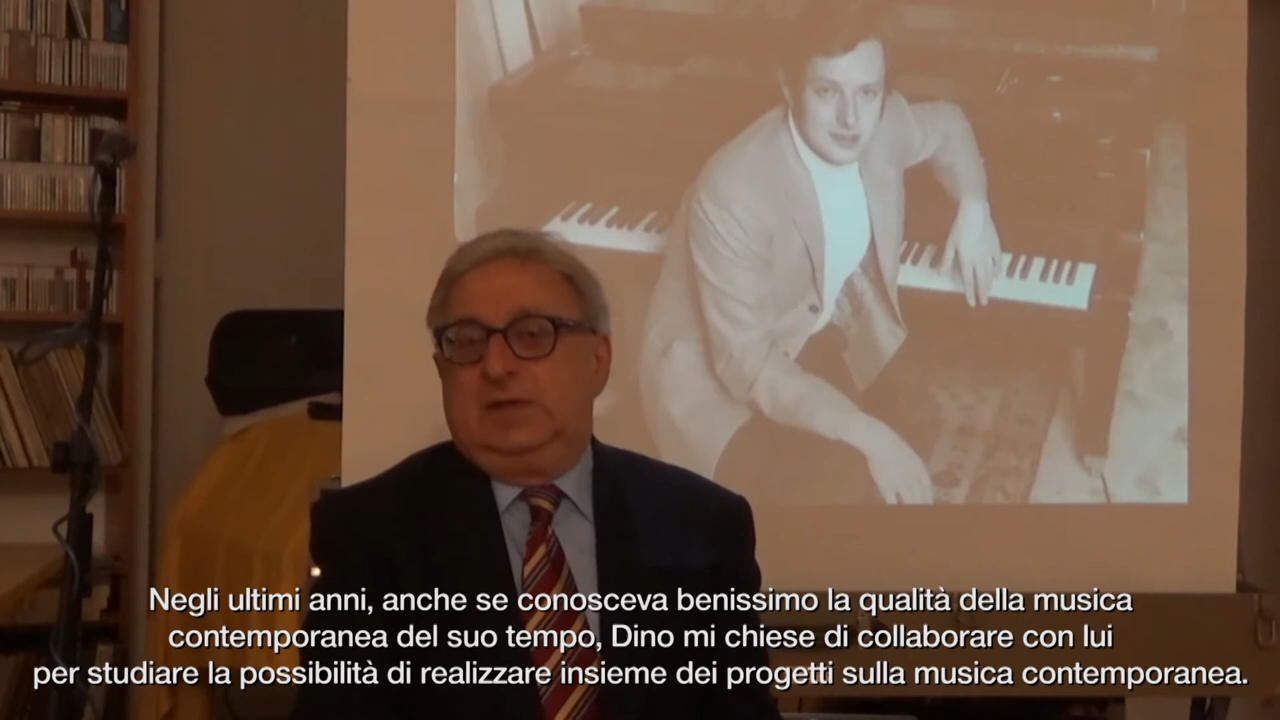 Negli ultimi anni, anche se conosceva benissimo la qualità della musica
contemporanea del suo tempo, Dino mi chiese di collaborare con lui
per studiare la possibilità di realizzare insieme dei progetti sulla musica contemporanea.